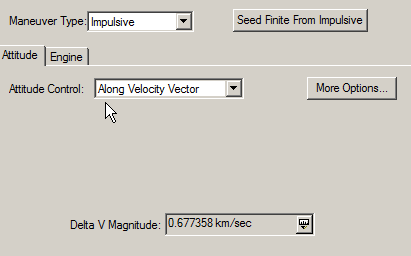 Maneuver Type: Impulsive Seed Finite From Impulsive
Attitude Engine
Attitude Control: Along Velocity Vector More Options...
Delta V Magnitude: 0.677358 km/sec